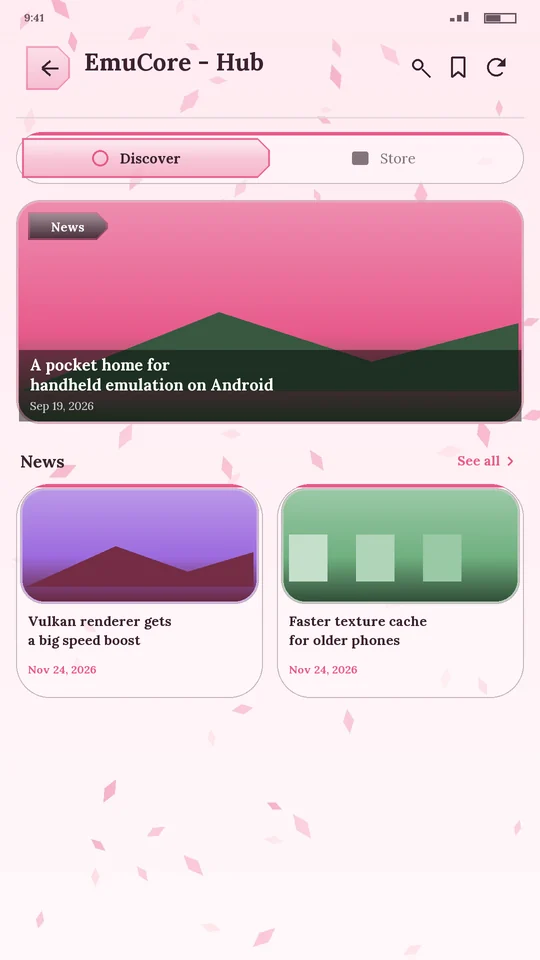 9:41
EmuCore - Hub
Discover
Store
News
A pocket home for
handheld emulation on Android
Sep 19, 2026
News
See all
Vulkan renderer gets
a big speed boost
Nov 24, 2026
Faster texture cache
for older phones
Nov 24, 2026